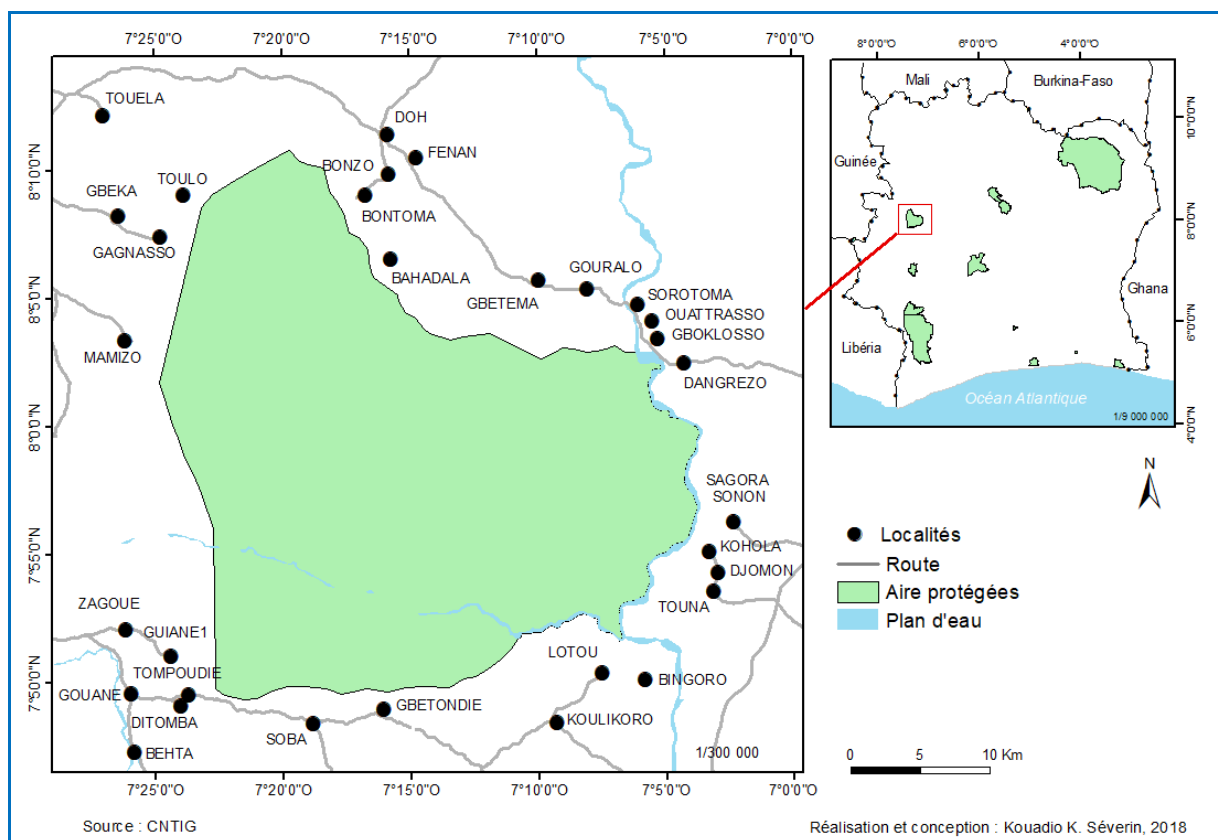 7°25'0"O
7°20'0"O
7°15'0"O
7°10'0"O
7°5'0"O
7°0'0"O
8°10'0"N
8°5'0"N
8°0'0"N
7°55'0"N
7°50'0"N
TOUELA
DOH
FENAN
BONZO
TOULO
GBEKA
BONTOMA
GAGNASSO
BAHADALA
GOURALO
GBETEMA
SOROTOMA
OUATTRASSO
GBOKLOSSO
MAMIZO
DANGREZO
SAGORA
SONON
KOHOLA
DJOMON
TOUNA
ZAGOUE
GUIANE1
LOTOU
TOMPOUDIE
BINGORO
GOUANE
GBETONDIE
DITOMBA
KOULIKORO
SOBA
BEHTA
1/300 000
7°25'0"O
7°20'0"O
7°15'0"O
7°10'0"O
7°5'0"O
7°0'0"O
8°0'0"O
6°0'0"O
4°0'0"O
Mali
Burkina-Faso
Guinée
Ghana
Libéria
Océan Atlantique
1/9 000 000
10°0'0"N
8°0'0"N
6°0'0"N
4°0'0"N
N
Localités
Route
Aire protégées
Plan d'eau
0 5 10 Km
Source : CNTIG
Réalisation et conception : Kouadio K. Séverin, 2018